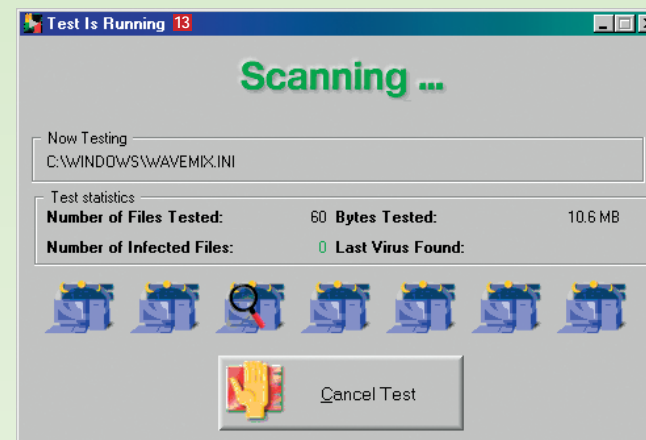 Test Is Running 13
Scanning ...
Now Testing
C:\WINDOWS\WAVEMIX.INI
Test statistics
Number of Files Tested: 60 Bytes Tested: 10.6 MB
Number of Infected Files: 0 Last Virus Found:
Cancel Test